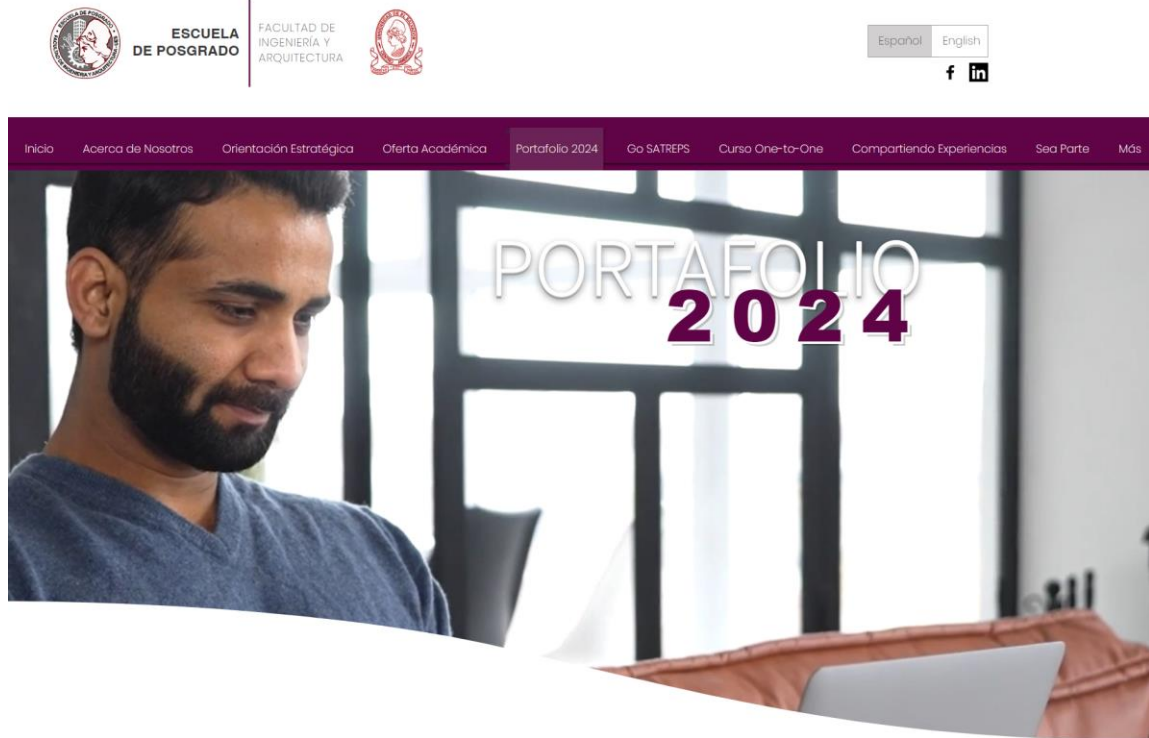 ESCUELA
DE POSGRADO
FACULTAD DE
INGENIERÍA Y
ARQUITECTURA
Español English
f in
Inicio Acerca de Nosotros Orientación Estratégica Oferta Académica Portafolio 2024 Go SATREPS Curso One-to-One Compartiendo Experiencias Sea Parte Más
PORTAFOLIO
2024